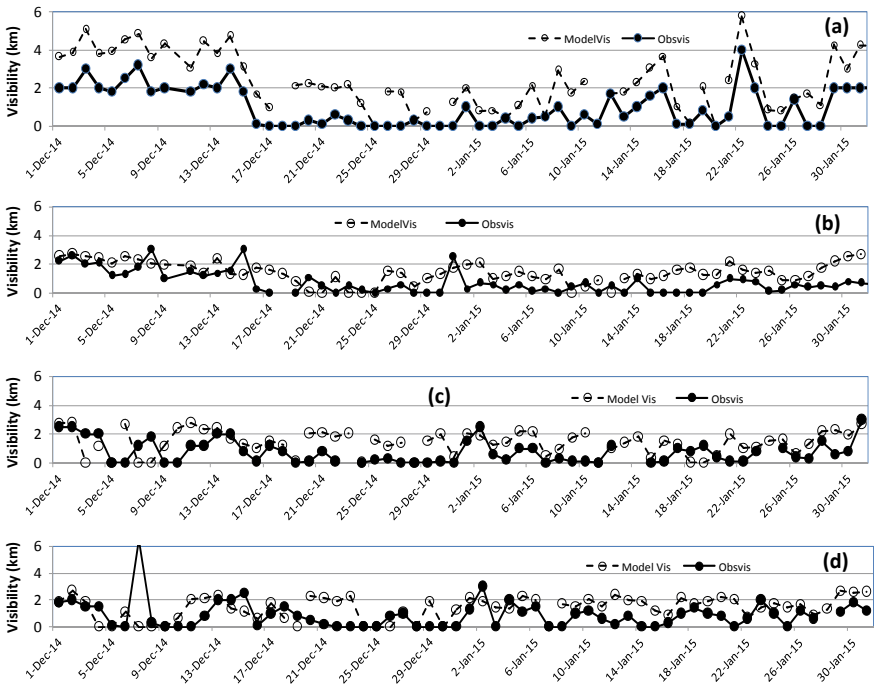 (a)
ModelVis
Obsvis
Visibility (km)
6
4
2
0
1-Dec-14
5-Dec-14
9-Dec-14
13-Dec-14
17-Dec-14
21-Dec-14
25-Dec-14
29-Dec-14
2-Jan-15
6-Jan-15
10-Jan-15
14-Jan-15
18-Jan-15
22-Jan-15
26-Jan-15
30-Jan-15
(b)
ModelVis
Obsvis
Visibility (km)
6
4
2
0
1-Dec-14
5-Dec-14
9-Dec-14
13-Dec-14
17-Dec-14
21-Dec-14
25-Dec-14
29-Dec-14
2-Jan-15
6-Jan-15
10-Jan-15
14-Jan-15
18-Jan-15
22-Jan-15
26-Jan-15
30-Jan-15
(c)
Model Vis
Obsvis
Visibility (km)
6
4
2
0
1-Dec-14
5-Dec-14
9-Dec-14
13-Dec-14
17-Dec-14
21-Dec-14
25-Dec-14
29-Dec-14
2-Jan-15
6-Jan-15
10-Jan-15
14-Jan-15
18-Jan-15
22-Jan-15
26-Jan-15
30-Jan-15
(d)
Model Vis
Obsvis
Visibility (km)
6
4
2
0
1-Dec-14
5-Dec-14
9-Dec-14
13-Dec-14
17-Dec-14
21-Dec-14
25-Dec-14
29-Dec-14
2-Jan-15
6-Jan-15
10-Jan-15
14-Jan-15
18-Jan-15
22-Jan-15
26-Jan-15
30-Jan-15